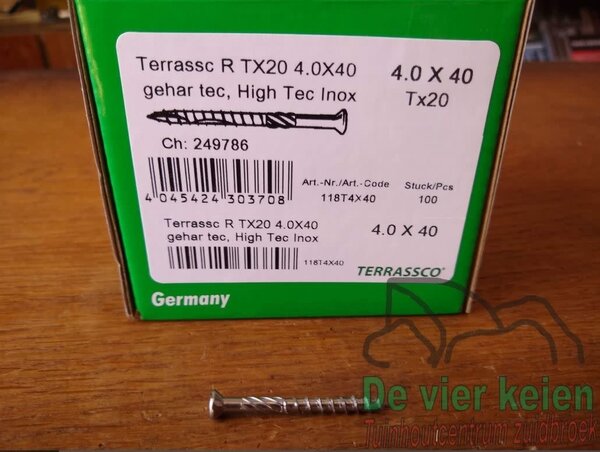 Terrassc R TX20 4.0X40
gehar tec, High Tec Inox
4.0 X 40
Tx20
Ch: 249786
4 045424 303708
Art.-Nr./Art.-Code
118T4X40
Stuck/Pcs
100
Terrassc R TX20 4.0X40
gehar tec, High Tec Inox
4.0 X 40
118T4X40
TERRASSCO®
Germany
De vier keien
Tuinhoutcentrum zuidbroek